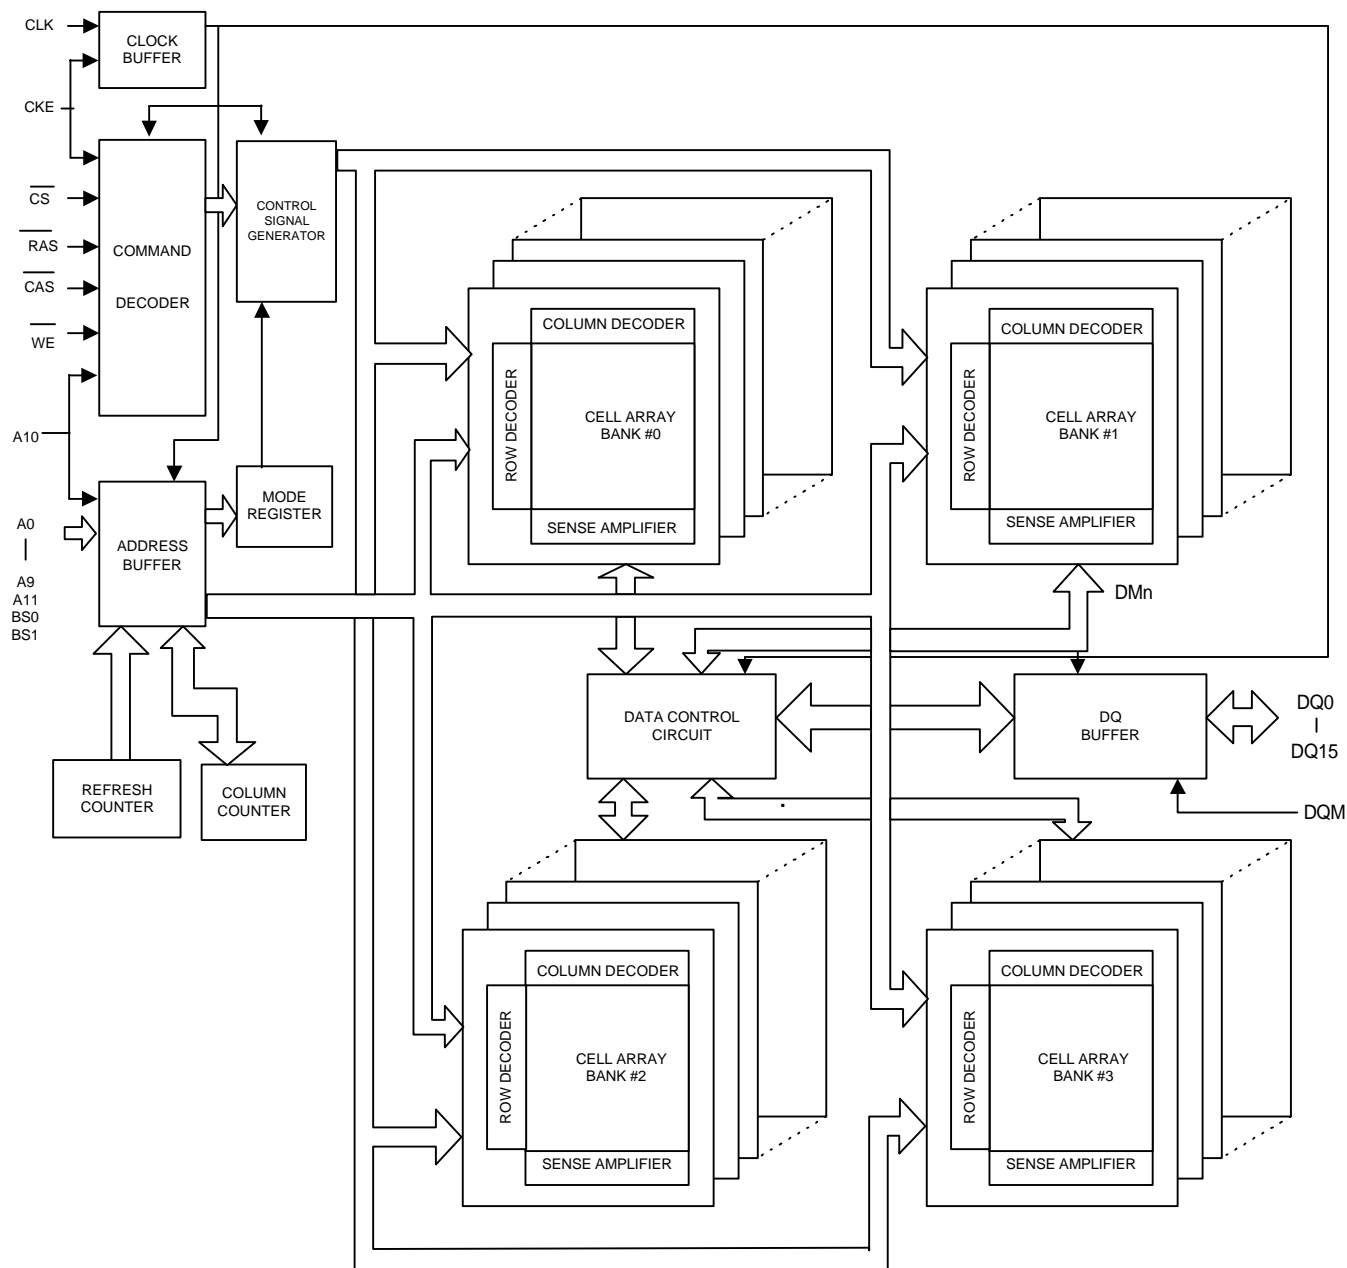 CLK
CLOCK
BUFFER
CKE
CS
RAS
CAS
WE
COMMAND
DECODER
CONTROL
SIGNAL
GENERATOR
A10
A0
A9
A11
BS0
BS1
ADDRESS
BUFFER
MODE
REGISTER
REFRESH
COUNTER
COLUMN
COUNTER
COLUMN DECODER
ROW DECODER
CELL ARRAY
BANK #0
SENSE AMPLIFIER
COLUMN DECODER
ROW DECODER
CELL ARRAY
BANK #1
SENSE AMPLIFIER
DMn
DATA CONTROL
CIRCUIT
DQ
BUFFER
DQ0
DQ15
DQM
COLUMN DECODER
ROW DECODER
CELL ARRAY
BANK #2
SENSE AMPLIFIER
COLUMN DECODER
ROW DECODER
CELL ARRAY
BANK #3
SENSE AMPLIFIER